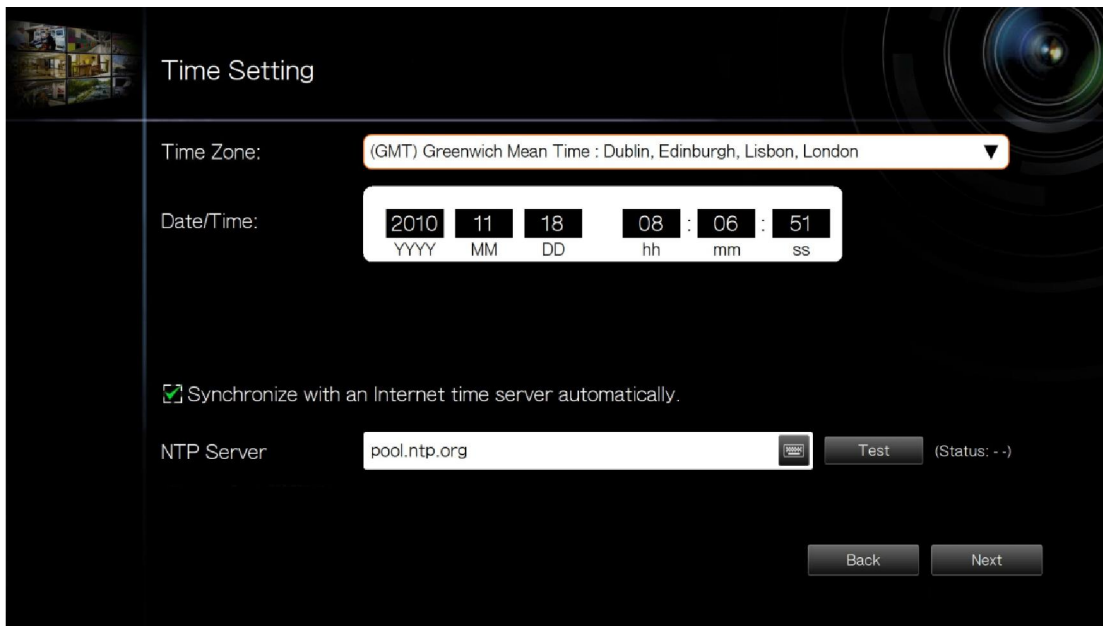 Time Setting
Time Zone: (GMT) Greenwich Mean Time : Dublin, Edinburgh, Lisbon, London ▼
Date/Time: 2010 11 18 08 : 06 : 51
YYYY MM DD hh mm ss
Synchronize with an Internet time server automatically.
NTP Server pool.ntp.org Test (Status: - -)
Back Next